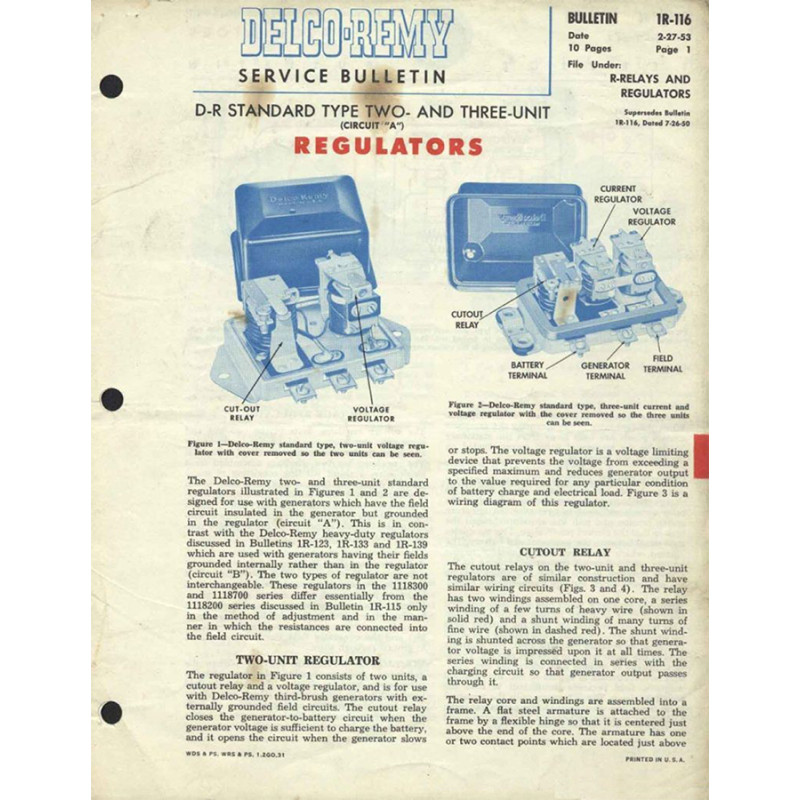 DELCO-REMY
SERVICE BULLETIN
BULLETIN 1R-116
Date 2-27-53
10 Pages Page 1
File Under:
R-RELAYS AND
REGULATORS
Supersedes Bulletin
1R-116, Dated 7-26-50
D-R STANDARD TYPE TWO- AND THREE-UNIT
(CIRCUIT "A")
REGULATORS
Delco-Remy
CUT-OUT
RELAY
VOLTAGE
REGULATOR
Figure 1—Delco-Remy standard type, two-unit voltage regu-
lator with cover removed so the two units can be seen.
The Delco-Remy two- and three-unit standard
regulators illustrated in Figures 1 and 2 are de-
signed for use with generators which have the field
circuit insulated in the generator but grounded
in the regulator (circuit "A"). This is in con-
trast with the Delco-Remy heavy-duty regulators
discussed in Bulletins 1R-123, 1R-133 and 1R-139
which are used with generators having their fields
grounded internally rather than in the regulator
(circuit "B"). The two types of regulator are not
interchangeable. These regulators in the 1118300
and 1118700 series differ essentially from the
1118200 series discussed in Bulletin 1R-115 only
in the method of adjustment and in the man-
ner in which the resistances are connected into
the field circuit.
TWO-UNIT REGULATOR
The regulator in Figure 1 consists of two units, a
cutout relay and a voltage regulator, and is for use
with Delco-Remy third-brush generators with ex-
ternally grounded field circuits. The cutout relay
closes the generator-to-battery circuit when the
generator voltage is sufficient to charge the battery,
and it opens the circuit when the generator slows
WDS & PS, WRS & PS, 1.2GO,31
CURRENT
REGULATOR
VOLTAGE
REGULATOR
CUTOUT
RELAY
BATTERY
TERMINAL
GENERATOR
TERMINAL
FIELD
TERMINAL
Figure 2—Delco-Remy standard type, three-unit current and
voltage regulator with the cover removed so the three units
can be seen.
or stops. The voltage regulator is a voltage limiting
device that prevents the voltage from exceeding a
specified maximum and reduces generator output
to the value required for any particular condition
of battery charge and electrical load. Figure 3 is a
wiring diagram of this regulator.
CUTOUT RELAY
The cutout relays on the two-unit and three-unit
regulators are of similar construction and have
similar wiring circuits (Figs. 3 and 4). The relay
has two windings assembled on one core, a series
winding of a few turns of heavy wire (shown in
solid red) and a shunt winding of many turns of
fine wire (shown in dashed red). The shunt wind-
ing is shunted across the generator so that genera-
tor voltage is impressed upon it at all times. The
series winding is connected in series with the
charging circuit so that generator output passes
through it.
The relay core and windings are assembled into a
frame. A flat steel armature is attached to the
frame by a flexible hinge so that it is centered just
above the end of the core. The armature has one
or two contact points which are located just above
PRINTED IN U. S. A.